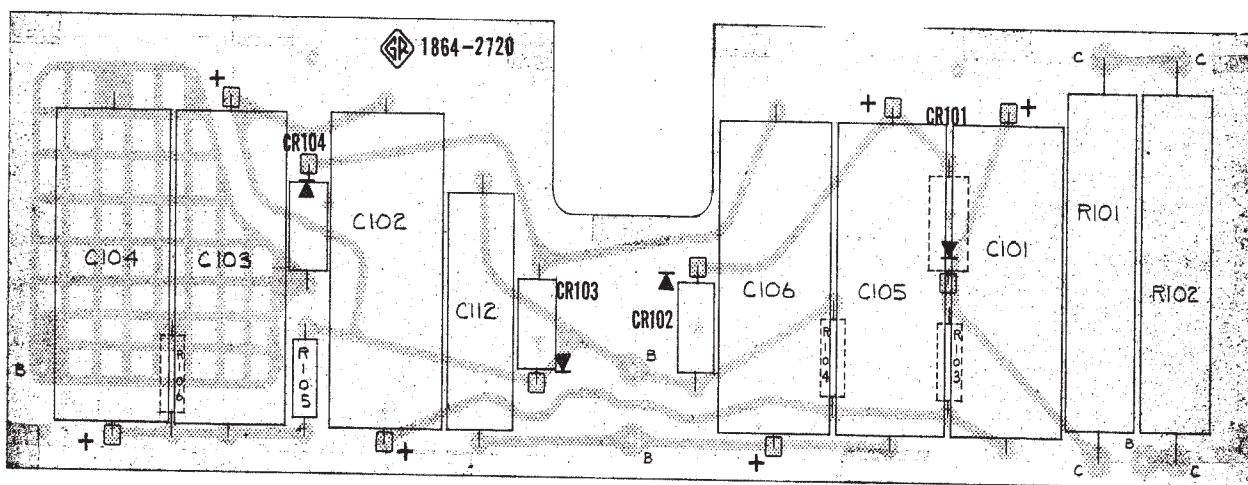 GR 1864-2720
C
C
+
+
CR101
+
CR104
C104
C103
C102
C112
CR103
CR102
C106
C105
C101
R101
R102
B
R106
R105
B
R104
R103
+
+
B
+
B
C
C